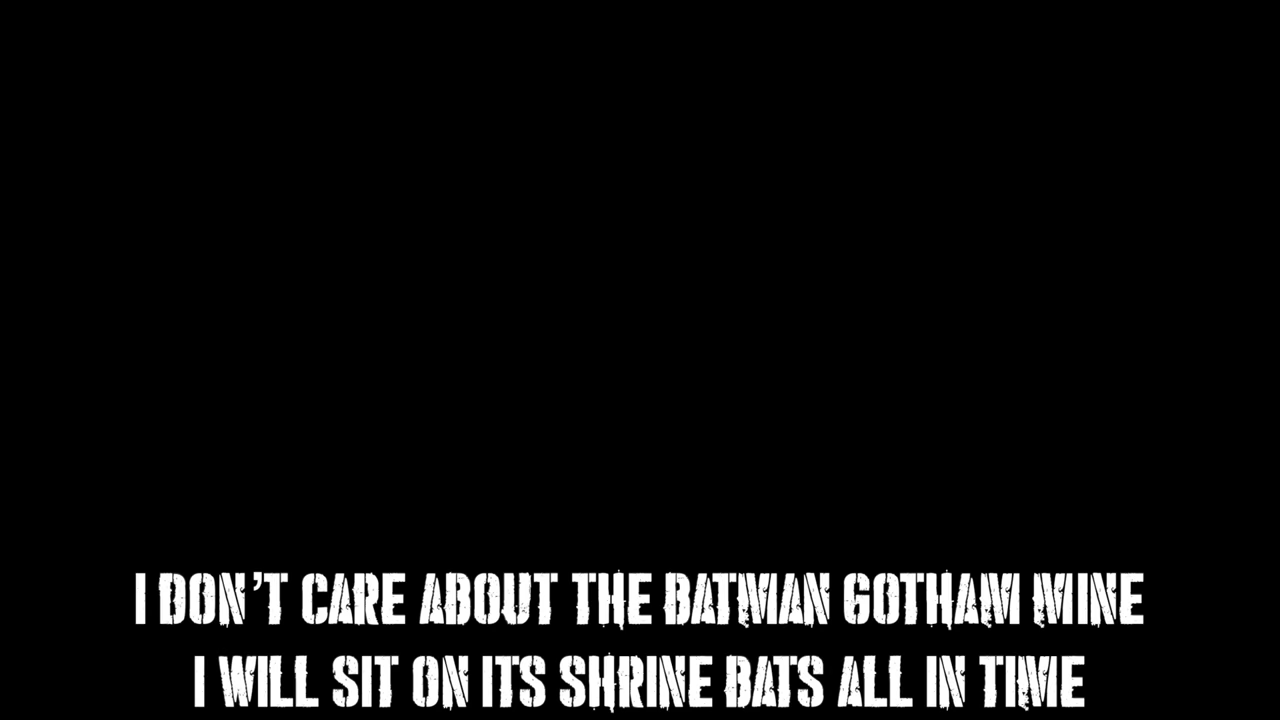 I DON'T CARE ABOUT THE BATMAN GOTHAM MINE
I WILL SIT ON ITS SHRINE BATS ALL IN TIME